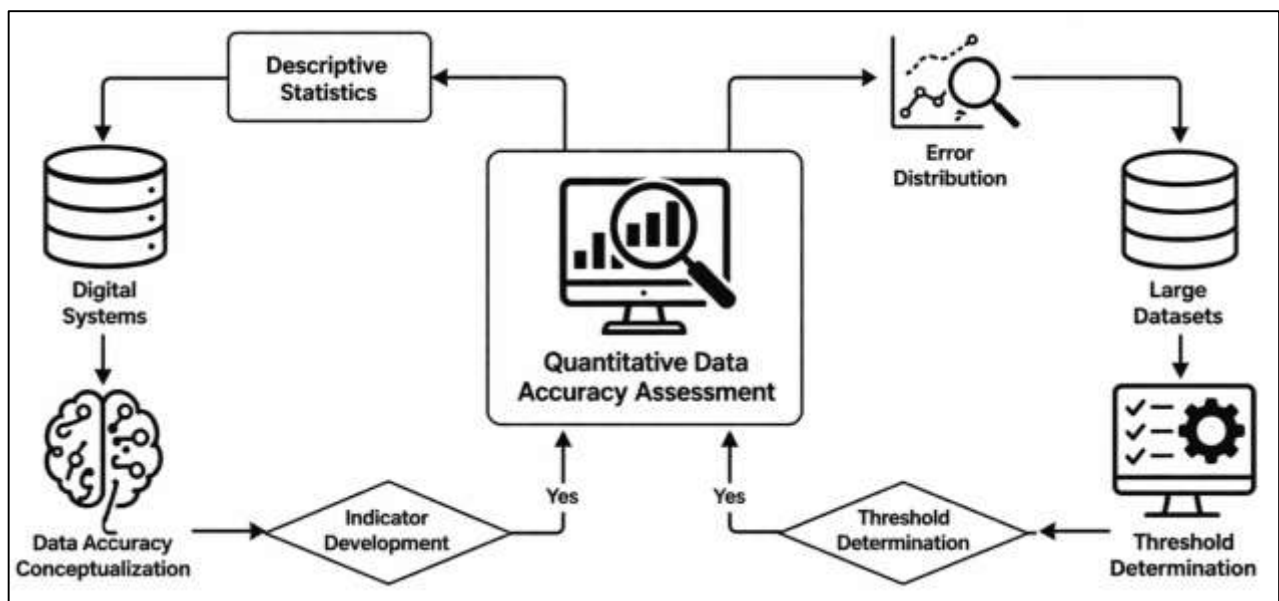 Descriptive
Statistics
Error
Distribution
Digital
Systems
Large
Datasets
Quantitative Data
Accuracy Assessment
Yes
Yes
Indicator
Development
Threshold
Determination
Data Accuracy
Conceptualization
Threshold
Determination